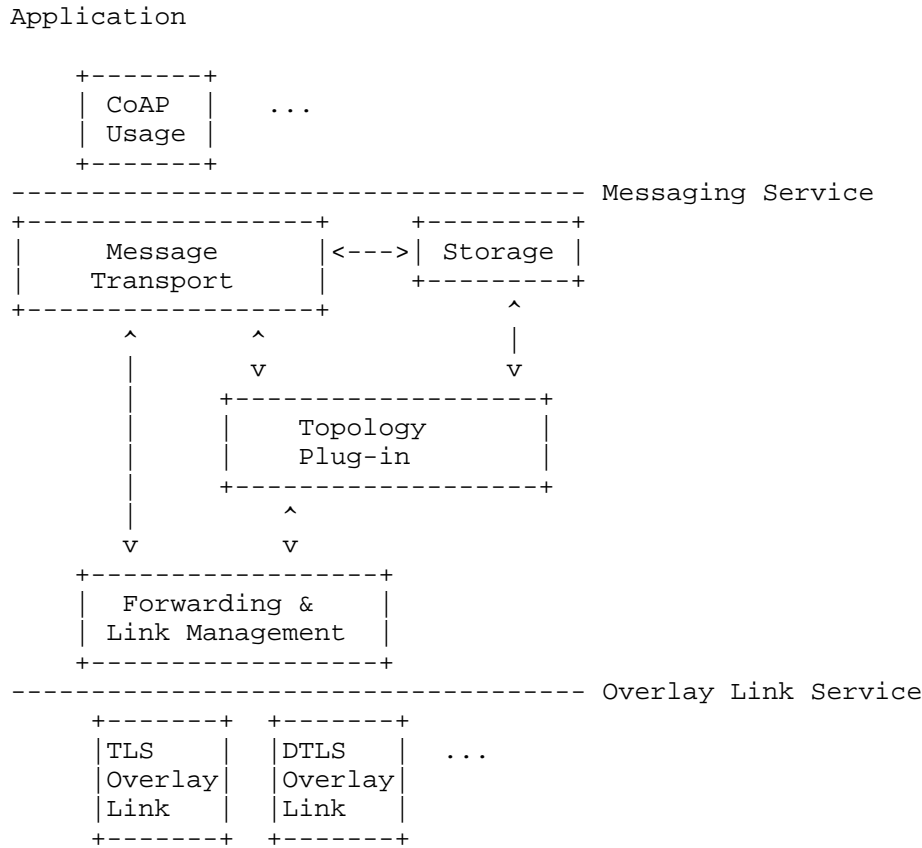 Application
CoAP ...
Usage
Messaging Service
Message <---> Storage
Transport
Topology
Plug-in
Forwarding &
Link Management
Overlay Link Service
TLS DTLS ...
Overlay Overlay
Link Link